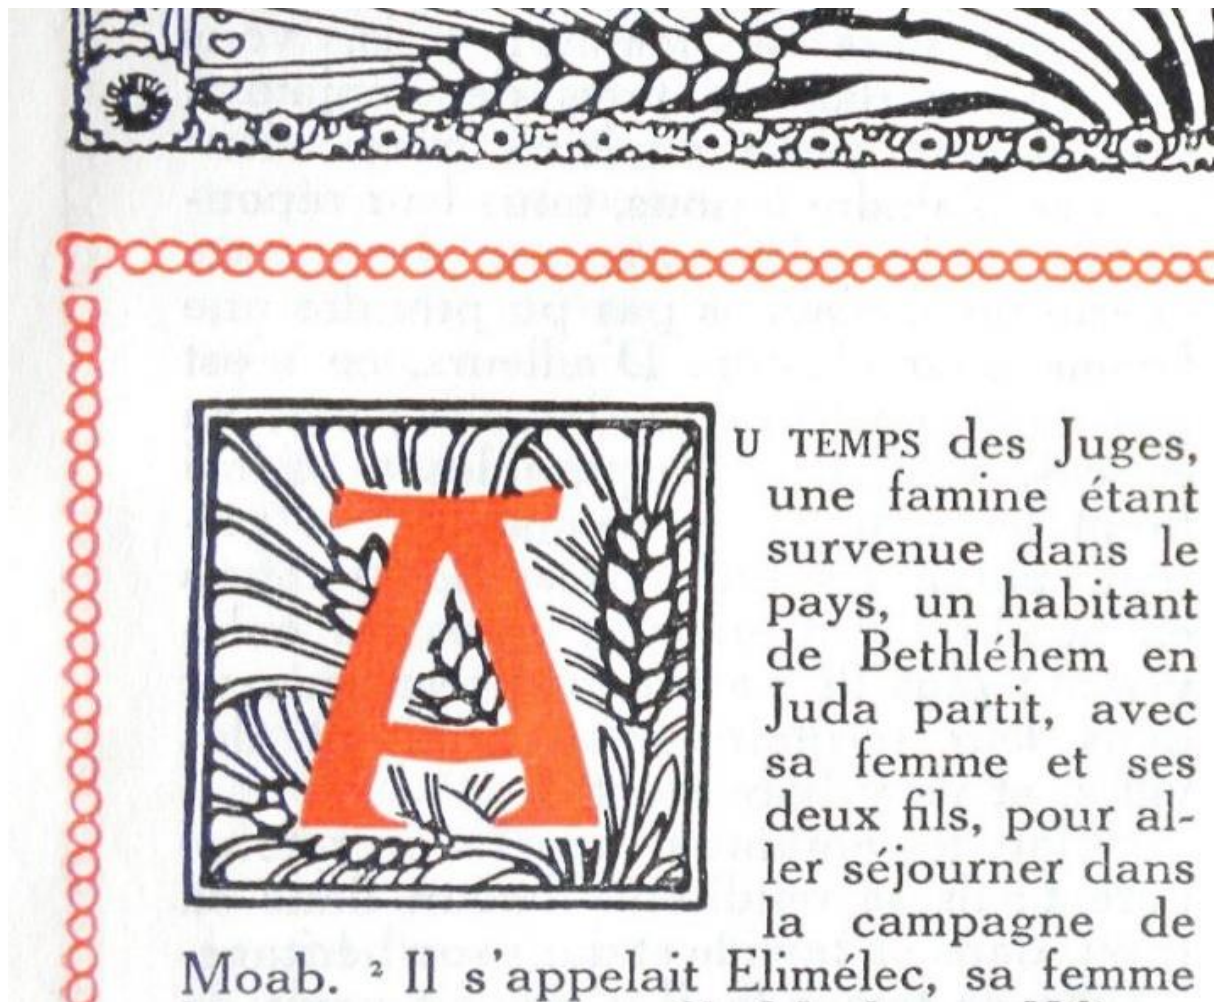 AU TEMPS des Juges,
une famine étant
survenue dans le
pays, un habitant
de Bethléhem en
Juda partit, avec
sa femme et ses
deux fils, pour al-
ler séjourner dans
la campagne de
Moab. ² Il s'appelait Elimélec, sa femme